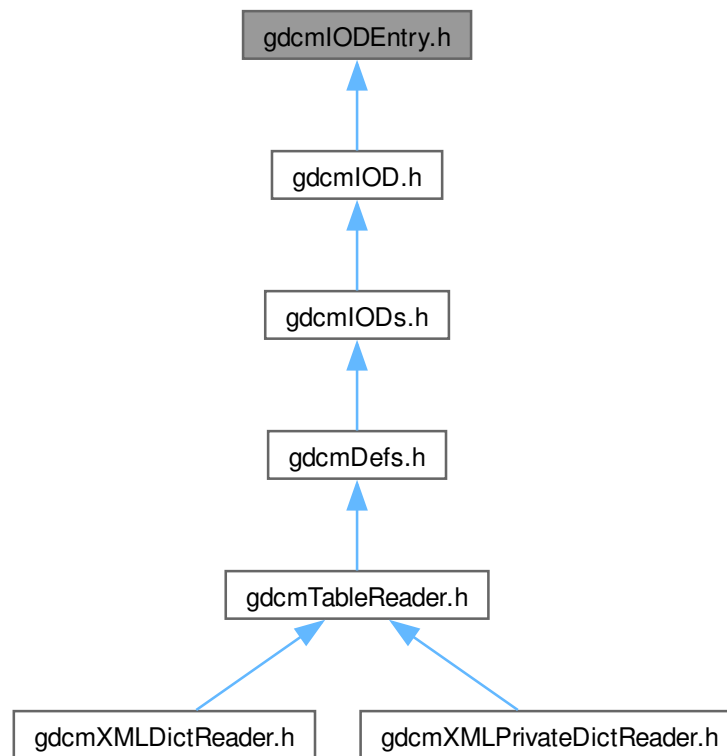 gdcmIODEntry.h
gdcmIOD.h
gdcmIODs.h
gdcmDefs.h
gdcmTableReader.h
gdcmXMLDictReader.h
gdcmXMLPrivateDictReader.h